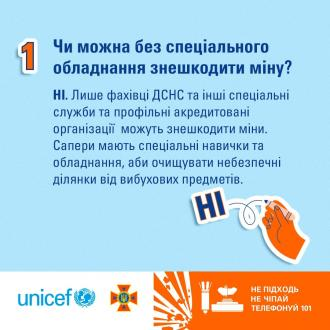 1
Чи можна без спеціального
обладнання знешкодити міну?
НІ. Лише фахівці ДСНС та інші спеціальні
служби та профільні акредитовані
організації можуть знешкодити міни.
Сапери мають спеціальні навички та
обладнання, аби очищувати небезпечні
ділянки від вибухових предметів.
НІ
unicef
НЕ ПІДХОДЬ
НЕ ЧІПАЙ
ТЕЛЕФОНУЙ 101